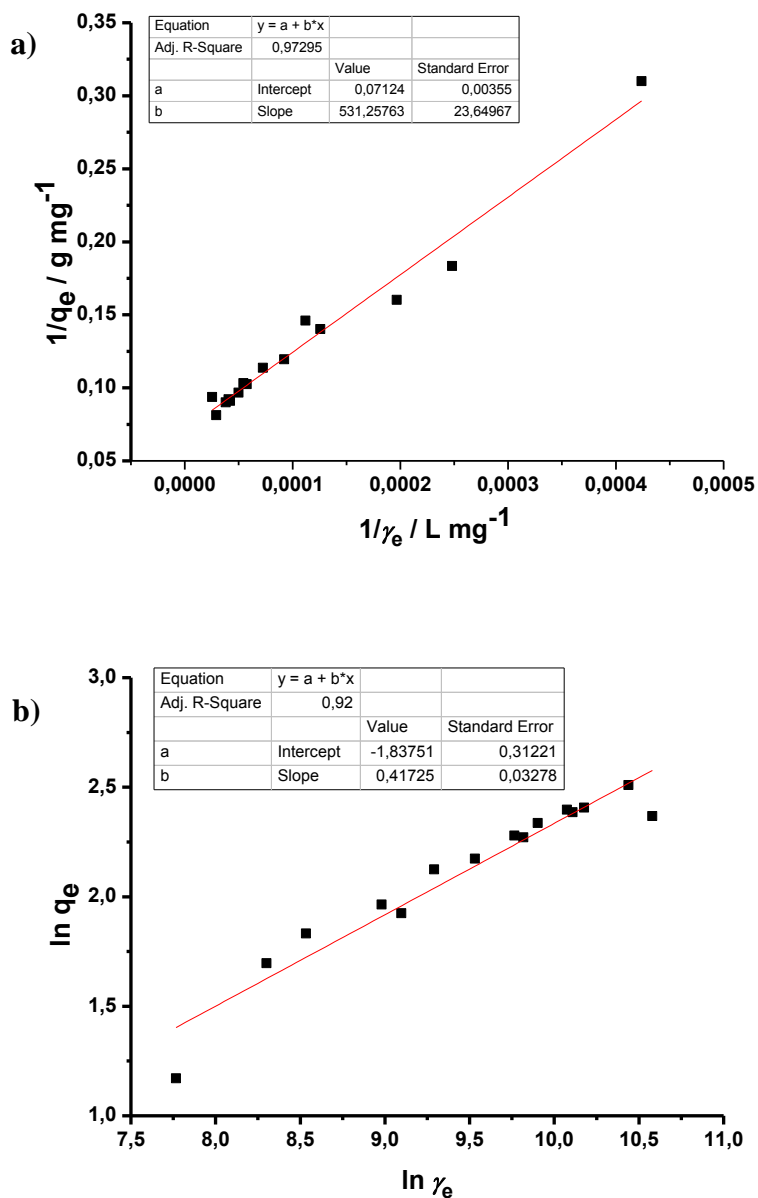 a)
Equation y = a + b*x
Adj. R-Square 0,97295
Value Standard Error
a Intercept 0,07124 0,00355
b Slope 531,25763 23,64967
0,35
0,30
0,25
0,20
0,15
0,10
0,05
1/qe / g mg-1
0,0000 0,0001 0,0002 0,0003 0,0004 0,0005
1/γe / L mg-1
b)
Equation y = a + b*x
Adj. R-Square 0,92
Value Standard Error
a Intercept -1,83751 0,31221
b Slope 0,41725 0,03278
3,0
2,5
2,0
1,5
1,0
ln qe
7,5 8,0 8,5 9,0 9,5 10,0 10,5 11,0
ln γe